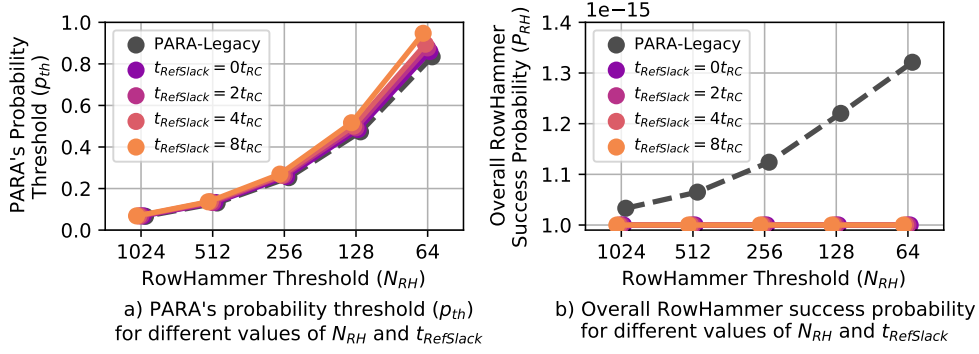 PARA's Probability
Threshold (p_th)
1.0
0.8
0.6
0.4
0.2
0.0
PARA-Legacy
t_RefSlack = 0t_RC
t_RefSlack = 2t_RC
t_RefSlack = 4t_RC
t_RefSlack = 8t_RC
1024 512 256 128 64
RowHammer Threshold (N_RH)
a) PARA's probability threshold (p_th)
for different values of N_RH and t_RefSlack
1e−15
Overall RowHammer
Success Probability (P_RH)
1.4
1.3
1.2
1.1
1.0
PARA-Legacy
t_RefSlack = 0t_RC
t_RefSlack = 2t_RC
t_RefSlack = 4t_RC
t_RefSlack = 8t_RC
1024 512 256 128 64
RowHammer Threshold (N_RH)
b) Overall RowHammer success probability
for different values of N_RH and t_RefSlack